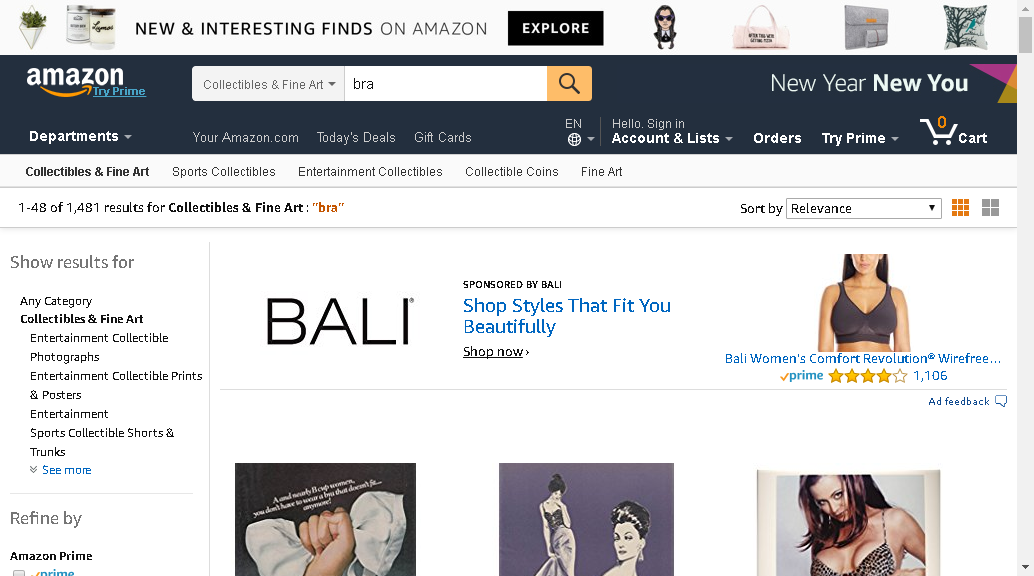 NEW & INTERESTING FINDS ON AMAZON EXPLORE
amazon
Try Prime
Collectibles & Fine Art bra
New Year New You
Departments
Your Amazon.com Today's Deals Gift Cards
EN
Hello. Sign in
Account & Lists
Orders
Try Prime
0
Cart
Collectibles & Fine Art Sports Collectibles Entertainment Collectibles Collectible Coins Fine Art
1-48 of 1,481 results for Collectibles & Fine Art : "bra"
Sort by Relevance
Show results for
Any Category
Collectibles & Fine Art
Entertainment Collectible
Photographs
Entertainment Collectible Prints
& Posters
Entertainment
Sports Collectible Shorts &
Trunks
See more
Refine by
Amazon Prime
prime
BALI
SPONSORED BY BALI
Shop Styles That Fit You
Beautifully
Shop now ›
Bali Women's Comfort Revolution® Wirefree...
prime 1,106
Ad feedback
A and nearly B cup women,
you don't have to wear a bra that doesn't fit...
anymore!